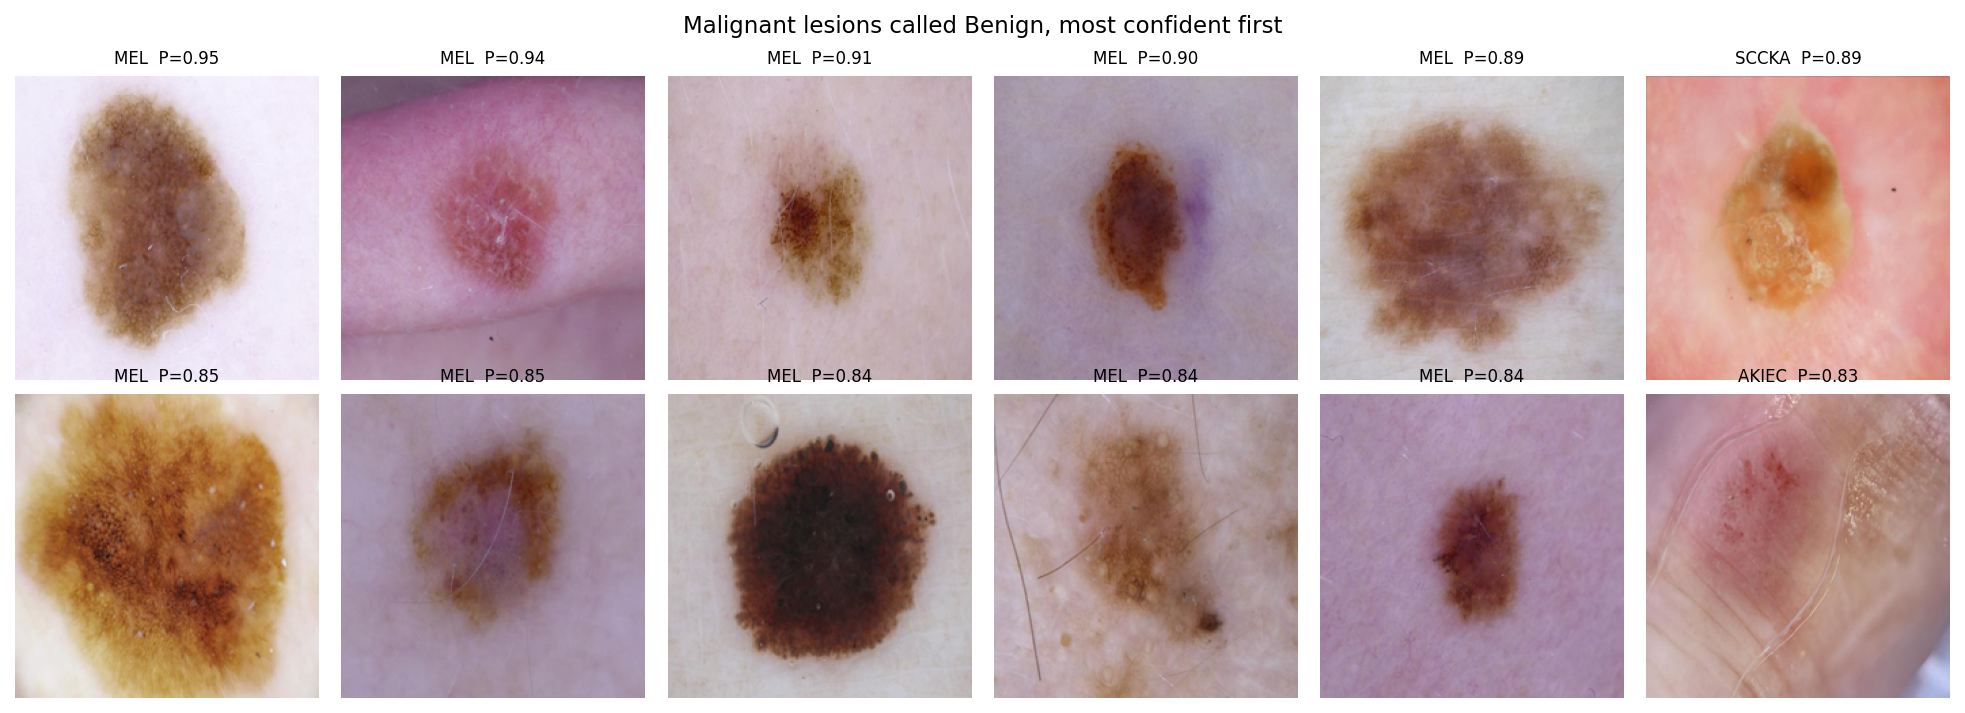 Malignant lesions called Benign, most confident first
MEL  P=0.95
MEL  P=0.94
MEL  P=0.91
MEL  P=0.90
MEL  P=0.89
SCCKA  P=0.89
MEL  P=0.85
MEL  P=0.85
MEL  P=0.84
MEL  P=0.84
MEL  P=0.84
AKIEC  P=0.83